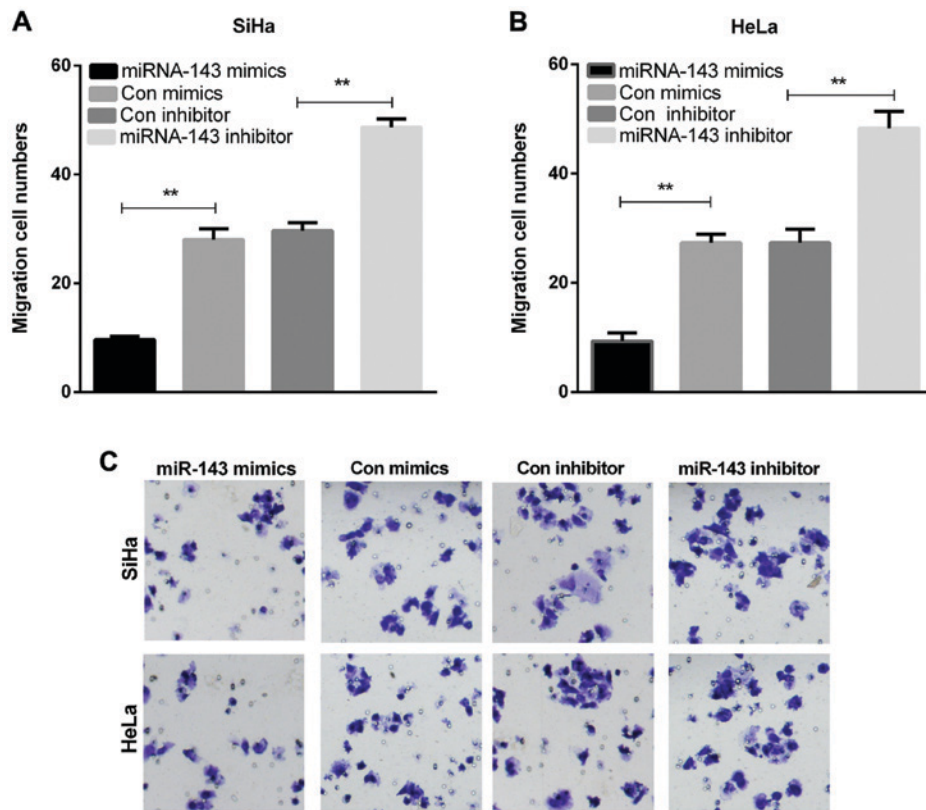 A
SiHa
Migration cell numbers
60
40
20
0
miRNA-143 mimics
Con mimics
Con inhibitor
miRNA-143 inhibitor
**
**
B
HeLa
Migration cell numbers
60
40
20
0
miRNA-143 mimics
Con mimics
Con inhibitor
miRNA-143 inhibitor
**
**
C
miR-143 mimics
Con mimics
Con inhibitor
miR-143 inhibitor
SiHa
HeLa